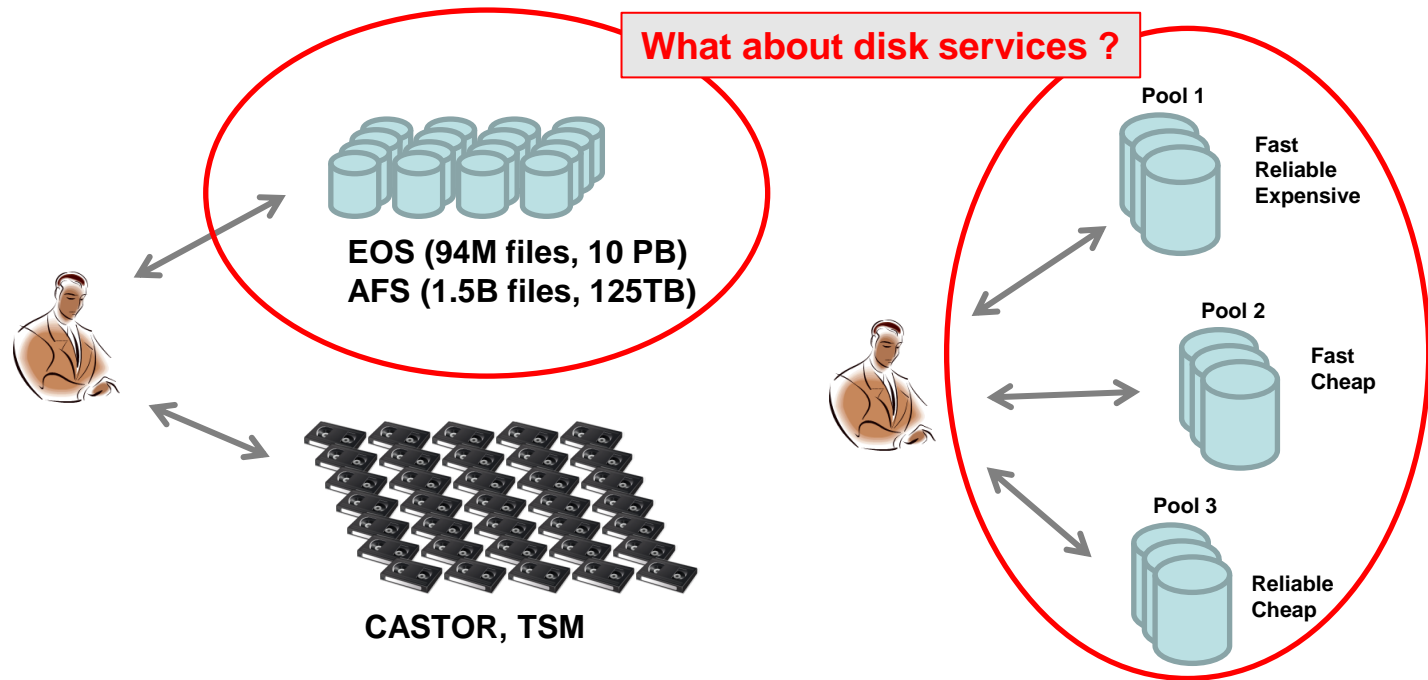 What about disk services ?
EOS (94M files, 10 PB)
AFS (1.5B files, 125TB)
CASTOR, TSM
Pool 1
Fast
Reliable
Expensive
Pool 2
Fast
Cheap
Pool 3
Reliable
Cheap